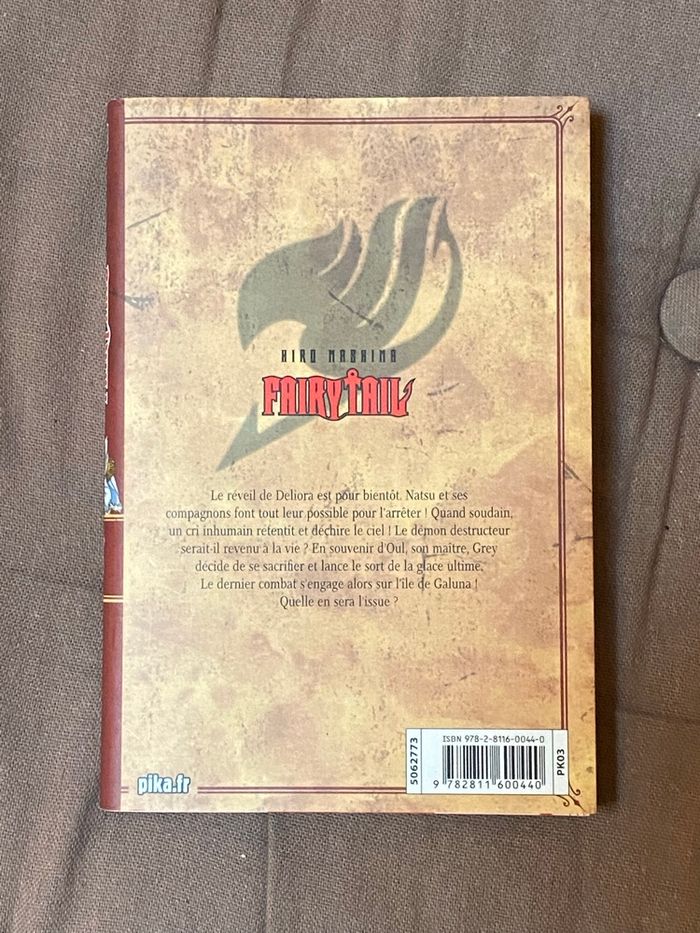 HIRO MASHIMA
FAIRY TAIL
Le réveil de Deliora est pour bientôt. Natsu et ses
compagnons font tout leur possible pour l'arrêter ! Quand soudain,
un cri inhumain retentit et déchire le ciel ! Le démon destructeur
serait-il revenu à la vie ? En souvenir d'Oul, son maître, Grey
décide de se sacrifier et lance le sort de la glace ultime.
Le dernier combat s'engage alors sur l'île de Galuna !
Quelle en sera l'issue ?
pika.fr
5062773
ISBN 978-2-8116-0044-0
9 782811 600440
PK03